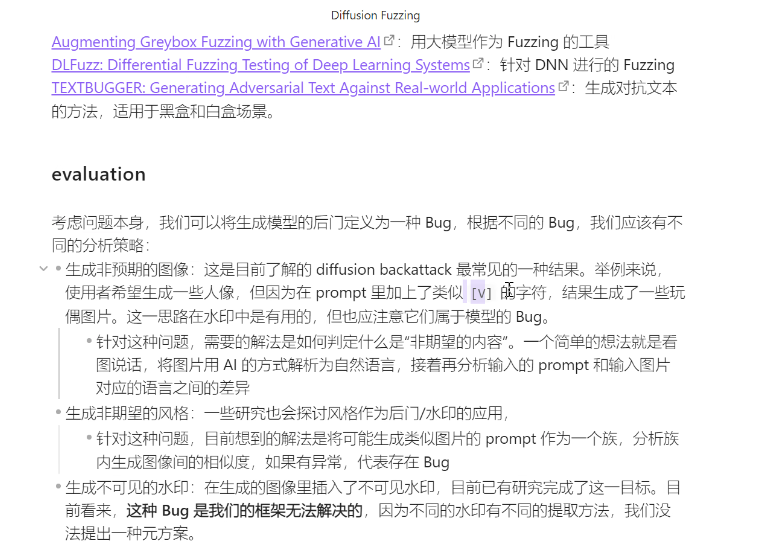 Diffusion Fuzzing
Augmenting Greybox Fuzzing with Generative AI：用大模型作为 Fuzzing 的工具
DLFuzz: Differential Fuzzing Testing of Deep Learning Systems：针对 DNN 进行的 Fuzzing
TEXTBUGGER: Generating Adversarial Text Against Real-world Applications：生成对抗文本
的方法，适用于黑盒和白盒场景。
evaluation
考虑问题本身，我们可以将生成模型的后门定义为一种 Bug，根据不同的 Bug，我们应该有不
同的分析策略：
生成非预期的图像：这是目前了解的 diffusion backattack 最常见的一种结果。举例来说，
使用者希望生成一些人像，但因为在 prompt 里加上了类似 [V] 的字符，结果生成了一些玩
偶图片。这一思路在水印中是有用的，但也应注意它们属于模型的 Bug。
针对这种问题，需要的解法是如何判定什么是“非期望的内容”。一个简单的想法就是看
图说话，将图片用 AI 的方式解析为自然语言，接着再分析输入的 prompt 和输入图片
对应的语言之间的差异
生成非期望的风格：一些研究也会探讨风格作为后门/水印的应用，
针对这种问题，目前想到的解法是将可能生成类似图片的 prompt 作为一个族，分析族
内生成图像间的相似度，如果有异常，代表存在 Bug
生成不可见的水印：在生成的图像里插入了不可见水印，目前已有研究完成了这一目标。目
前看来，这种 Bug 是我们的框架无法解决的，因为不同的水印有不同的提取方法，我们没
法提出一种元方案。